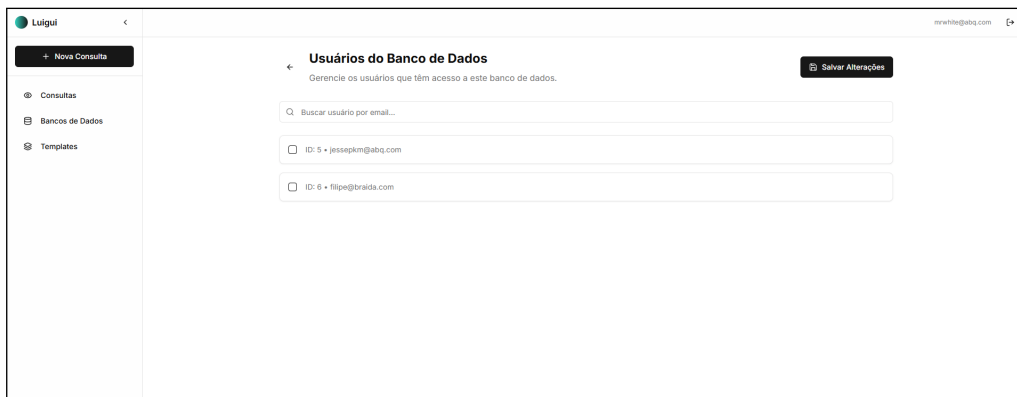 Luigui
mrwhite@abq.com
+ Nova Consulta
Consultas
Bancos de Dados
Templates
Usuários do Banco de Dados
Gerencie os usuários que têm acesso a este banco de dados.
Salvar Alterações
Buscar usuário por email...
ID: 5 • jessepkm@abq.com
ID: 6 • filipe@braida.com